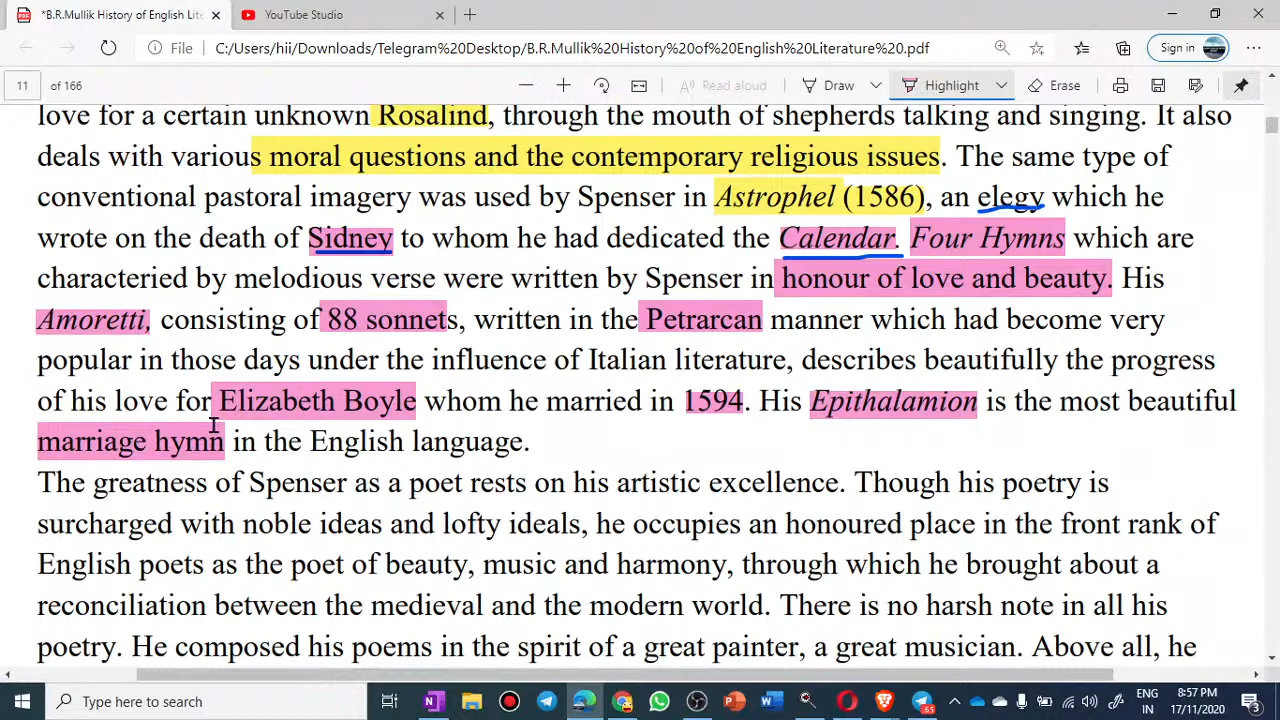 *B.R.Mullik History of English Lite
YouTube Studio
File C:/Users/hii/Downloads/Telegram%20Desktop/B.R.Mullik%20History%20of%20English%20Literature%20.pdf
Sign in
11 of 166
Read aloud
Draw
Highlight
Erase
love for a certain unknown Rosalind, through the mouth of shepherds talking and singing. It also
deals with various moral questions and the contemporary religious issues. The same type of
conventional pastoral imagery was used by Spenser in Astrophel (1586), an elegy which he
wrote on the death of Sidney to whom he had dedicated the Calendar. Four Hymns which are
characteried by melodious verse were written by Spenser in honour of love and beauty. His
Amoretti, consisting of 88 sonnets, written in the Petrarcan manner which had become very
popular in those days under the influence of Italian literature, describes beautifully the progress
of his love for Elizabeth Boyle whom he married in 1594. His Epithalamion is the most beautiful
marriage hymn in the English language.
The greatness of Spenser as a poet rests on his artistic excellence. Though his poetry is
surcharged with noble ideas and lofty ideals, he occupies an honoured place in the front rank of
English poets as the poet of beauty, music and harmony, through which he brought about a
reconciliation between the medieval and the modern world. There is no harsh note in all his
poetry. He composed his poems in the spirit of a great painter, a great musician. Above all, he
Type here to search
ENG
IN
8:57 PM
17/11/2020